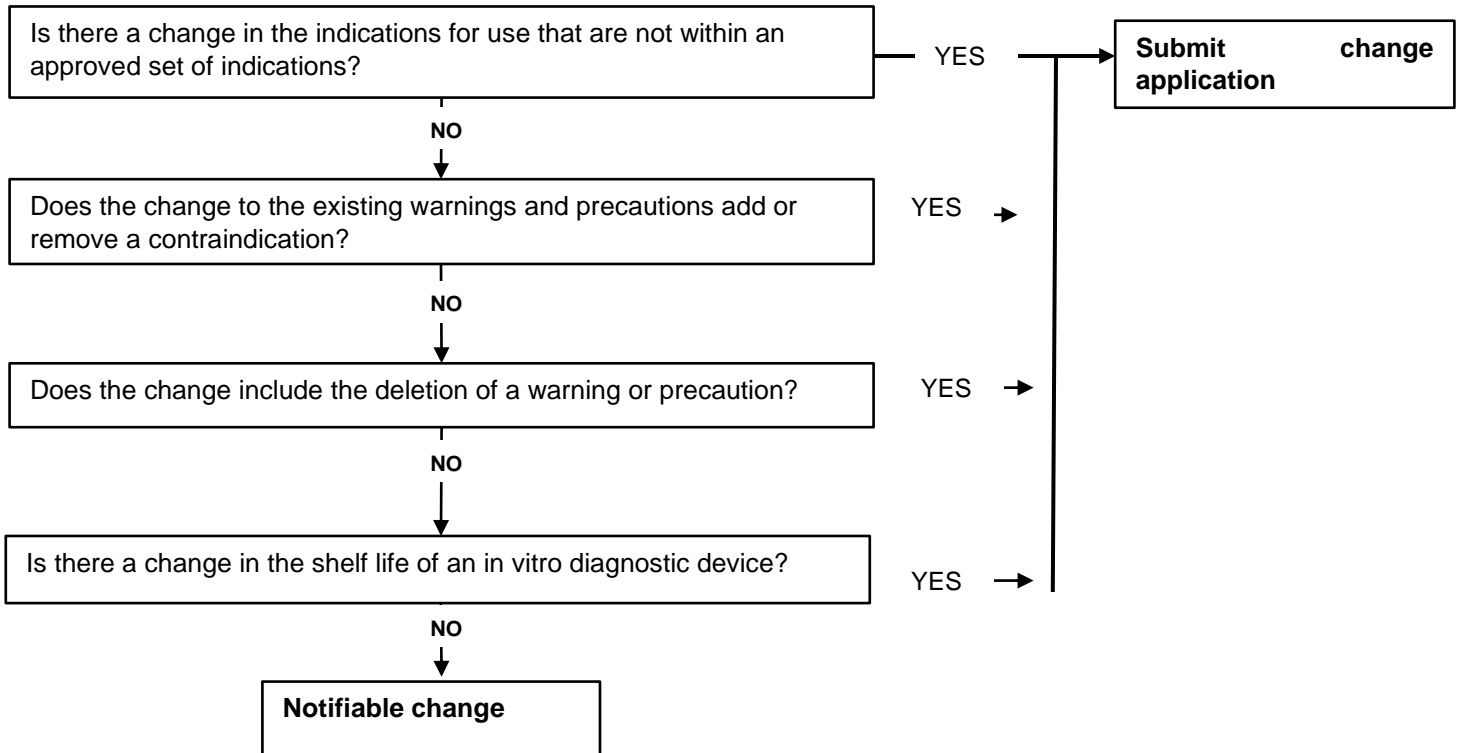 Is there a change in the indications for use that are not within an
approved set of indications?
YES
Submit change
application
NO
Does the change to the existing warnings and precautions add or
remove a contraindication?
YES
NO
Does the change include the deletion of a warning or precaution?
YES
NO
Is there a change in the shelf life of an in vitro diagnostic device?
YES
NO
Notifiable change